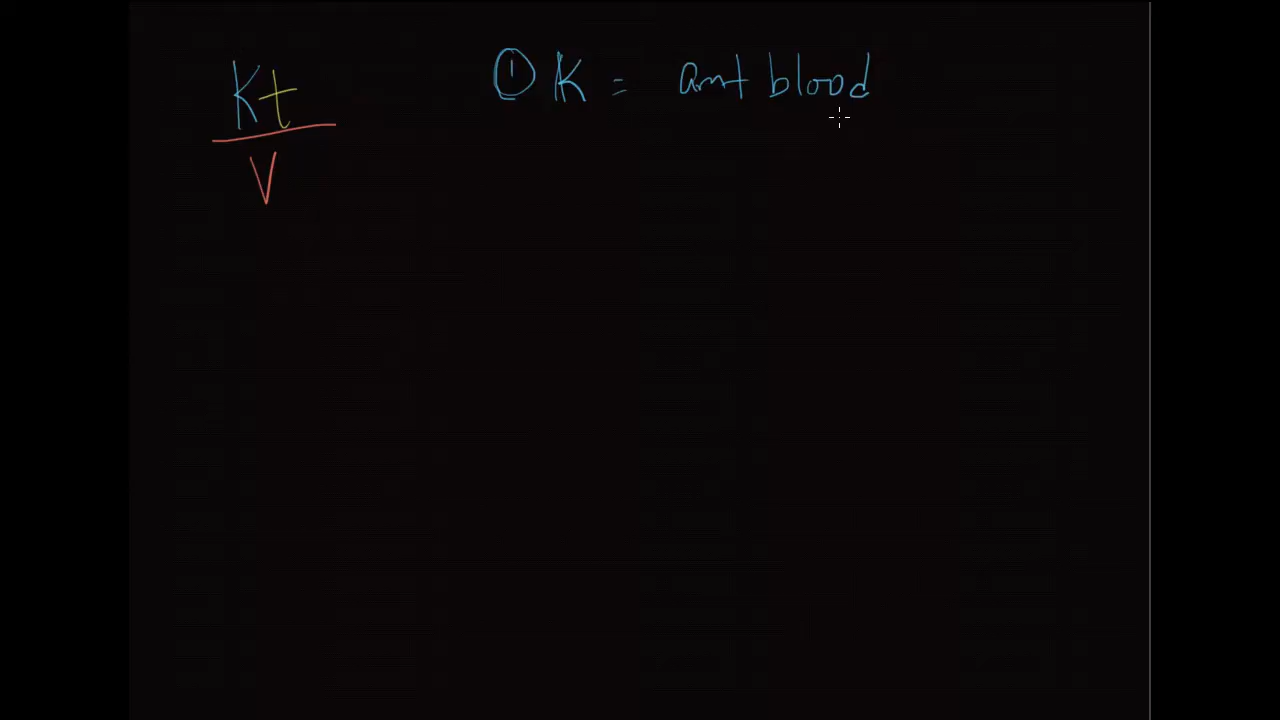 Kt
V
① K = amt blood